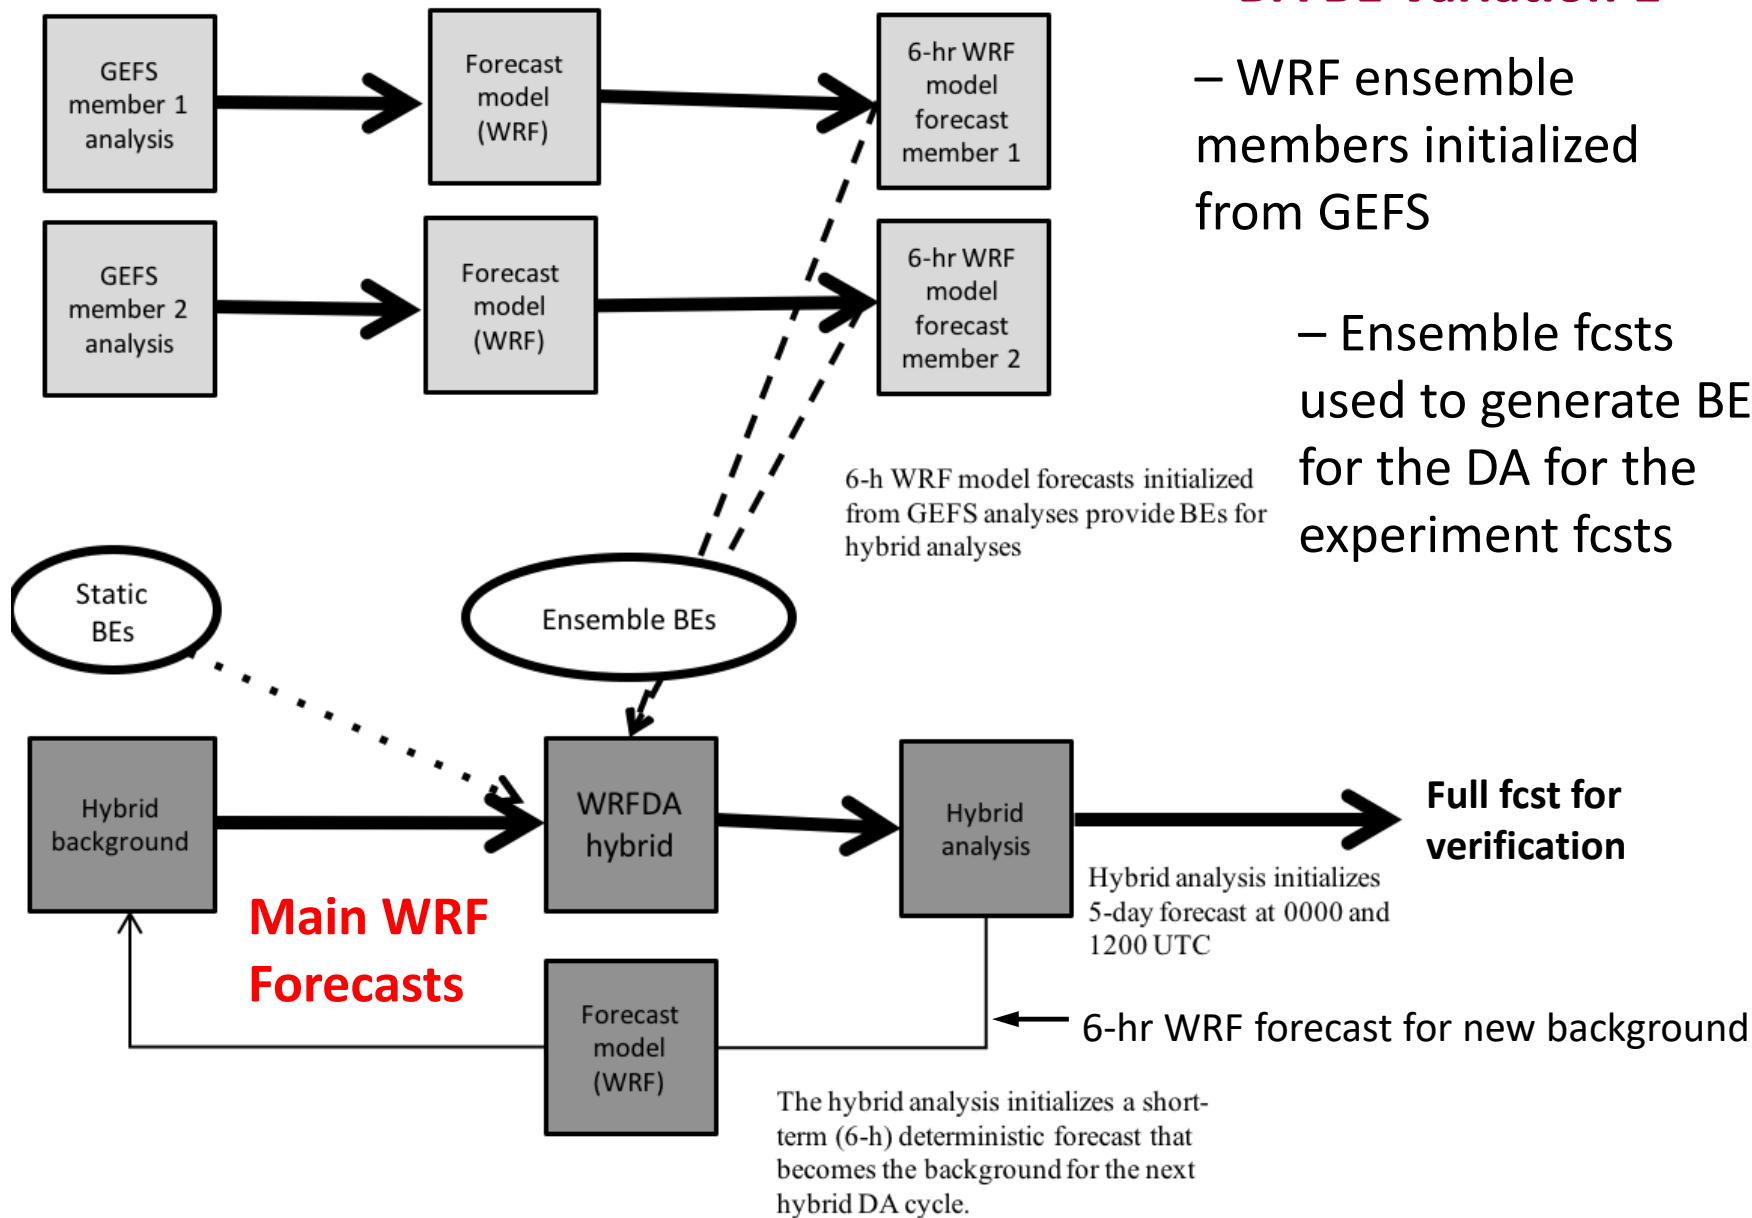 GEFS
member 1
analysis
Forecast
model
(WRF)
6-hr WRF
model
forecast
member 1
– WRF ensemble
members initialized
from GEFS
GEFS
member 2
analysis
Forecast
model
(WRF)
6-hr WRF
model
forecast
member 2
– Ensemble fcsts
used to generate BE
for the DA for the
experiment fcsts
6-h WRF model forecasts initialized
from GEFS analyses provide BEs for
hybrid analyses
Static
BEs
Ensemble BEs
Hybrid
background
WRFDA
hybrid
Hybrid
analysis
Full fcst for
verification
Hybrid analysis initializes
5-day forecast at 0000 and
1200 UTC
Main WRF
Forecasts
Forecast
model
(WRF)
6-hr WRF forecast for new background
The hybrid analysis initializes a short-
term (6-h) deterministic forecast that
becomes the background for the next
hybrid DA cycle.